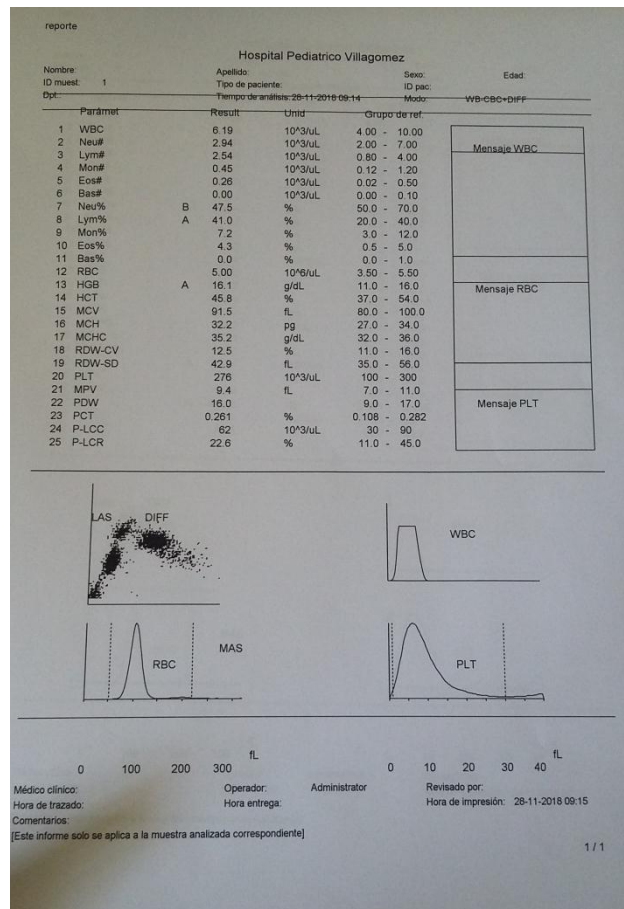 reporte
Hospital Pediatrico Villagomez
Nombre: Apellido: Sexo: Edad:
ID muest: 1 Tipo de paciente: ID pac:
Dpt.: Tiempo de análisis: 28-11-2018 09:14 Modo: WB-CBC+DIFF
Parámet Result Unid Grupo de ref.
1 WBC 6.19 10^3/uL 4.00 - 10.00
2 Neu# 2.94 10^3/uL 2.00 - 7.00
Mensaje WBC
3 Lym# 2.54 10^3/uL 0.80 - 4.00
4 Mon# 0.45 10^3/uL 0.12 - 1.20
5 Eos# 0.26 10^3/uL 0.02 - 0.50
6 Bas# 0.00 10^3/uL 0.00 - 0.10
7 Neu% B 47.5 % 50.0 - 70.0
8 Lym% A 41.0 % 20.0 - 40.0
9 Mon% 7.2 % 3.0 - 12.0
10 Eos% 4.3 % 0.5 - 5.0
11 Bas% 0.0 % 0.0 - 1.0
12 RBC 5.00 10^6/uL 3.50 - 5.50
13 HGB A 16.1 g/dL 11.0 - 16.0
Mensaje RBC
14 HCT 45.8 % 37.0 - 54.0
15 MCV 91.5 fL 80.0 - 100.0
16 MCH 32.2 pg 27.0 - 34.0
17 MCHC 35.2 g/dL 32.0 - 36.0
18 RDW-CV 12.5 % 11.0 - 16.0
19 RDW-SD 42.9 fL 35.0 - 56.0
20 PLT 276 10^3/uL 100 - 300
21 MPV 9.4 fL 7.0 - 11.0
22 PDW 16.0 9.0 - 17.0
Mensaje PLT
23 PCT 0.261 % 0.108 - 0.282
24 P-LCC 62 10^3/uL 30 - 90
25 P-LCR 22.6 % 11.0 - 45.0
LAS DIFF
WBC
MAS
RBC
PLT
fL fL
0 100 200 300 0 10 20 30 40
Médico clínico: Operador: Administrator Revisado por:
Hora de trazado: Hora entrega: Hora de impresión: 28-11-2018 09:15
Comentarios:
[Este informe solo se aplica a la muestra analizada correspondiente]
1 / 1